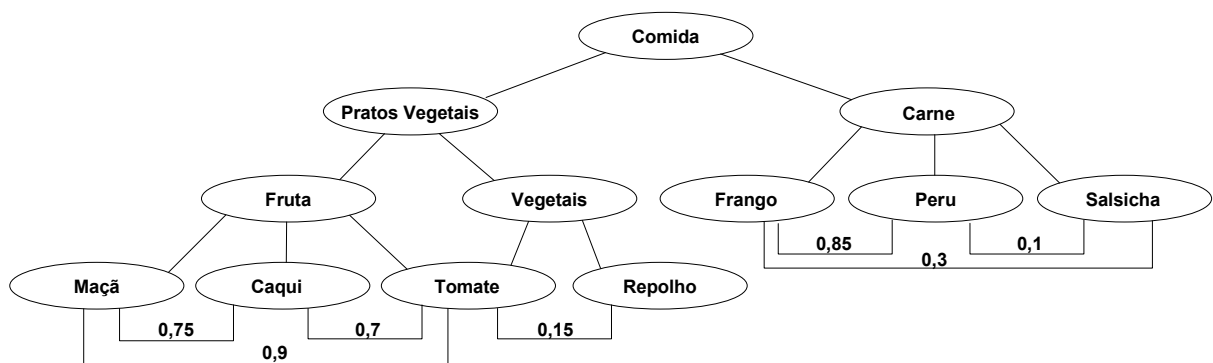 Comida
Pratos Vegetais
Carne
Fruta
Vegetais
Frango
Peru
Salsicha
0,85
0,1
0,3
Maçã
Caqui
Tomate
Repolho
0,75
0,7
0,15
0,9